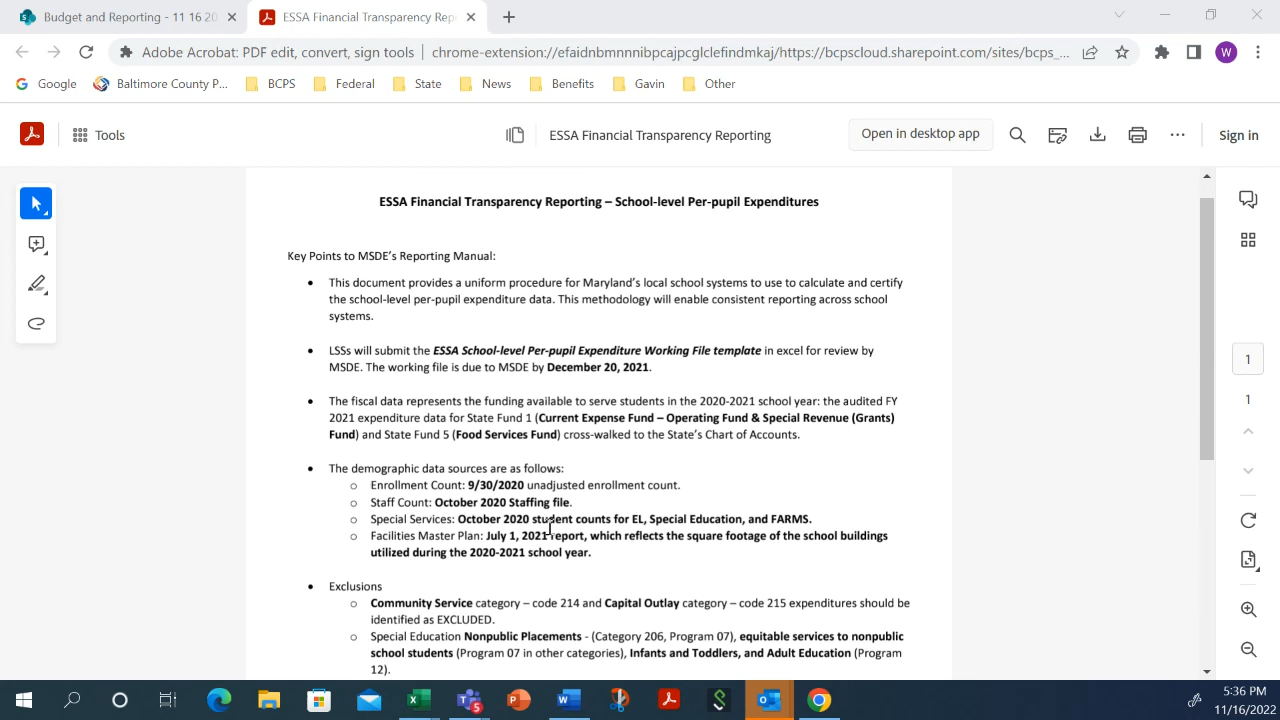 Budget and Reporting - 11 16 20
ESSA Financial Transparency Rep
Adobe Acrobat: PDF edit, convert, sign tools
chrome-extension://efaidnbmnnnibpcajpcglclefindmkaj/https://bcpscloud.sharepoint.com/sites/bcps_...
W
Google
Baltimore County P...
BCPS
Federal
State
News
Benefits
Gavin
Other
Tools
ESSA Financial Transparency Reporting
Open in desktop app
Sign in
ESSA Financial Transparency Reporting – School-level Per-pupil Expenditures
Key Points to MSDE's Reporting Manual:
• This document provides a uniform procedure for Maryland's local school systems to use to calculate and certify
the school-level per-pupil expenditure data. This methodology will enable consistent reporting across school
systems.
• LSSs will submit the ESSA School-level Per-pupil Expenditure Working File template in excel for review by
MSDE. The working file is due to MSDE by December 20, 2021.
• The fiscal data represents the funding available to serve students in the 2020-2021 school year: the audited FY
2021 expenditure data for State Fund 1 (Current Expense Fund – Operating Fund & Special Revenue (Grants)
Fund) and State Fund 5 (Food Services Fund) cross-walked to the State's Chart of Accounts.
• The demographic data sources are as follows:
o Enrollment Count: 9/30/2020 unadjusted enrollment count.
o Staff Count: October 2020 Staffing file.
o Special Services: October 2020 student counts for EL, Special Education, and FARMS.
o Facilities Master Plan: July 1, 2021 report, which reflects the square footage of the school buildings
utilized during the 2020-2021 school year.
• Exclusions
o Community Service category – code 214 and Capital Outlay category – code 215 expenditures should be
identified as EXCLUDED.
o Special Education Nonpublic Placements - (Category 206, Program 07), equitable services to nonpublic
school students (Program 07 in other categories), Infants and Toddlers, and Adult Education (Program
12).
1
1
5
5:36 PM
11/16/2022